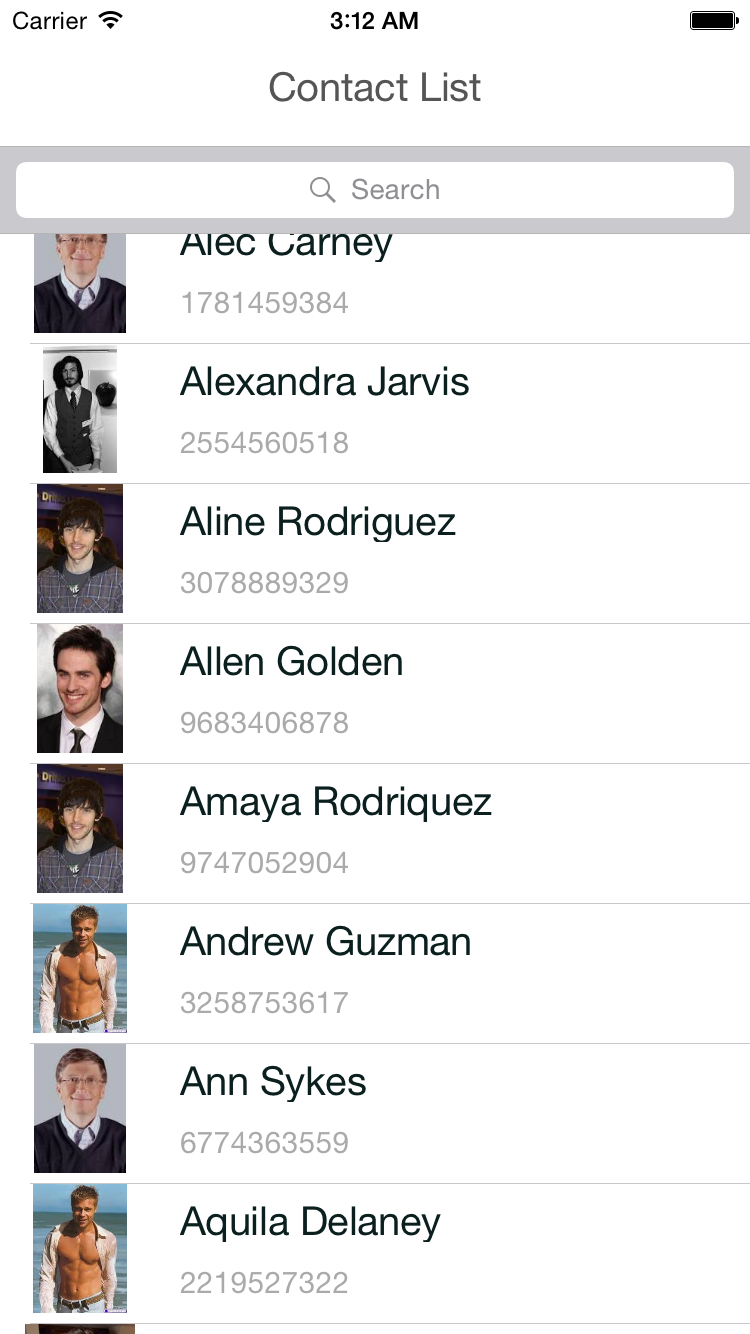 Carrier 3:12 AM
Contact List
Search
Alec Carney
1781459384
Alexandra Jarvis
2554560518
Aline Rodriguez
3078889329
Allen Golden
9683406878
Amaya Rodriquez
9747052904
Andrew Guzman
3258753617
Ann Sykes
6774363559
Aquila Delaney
2219527322